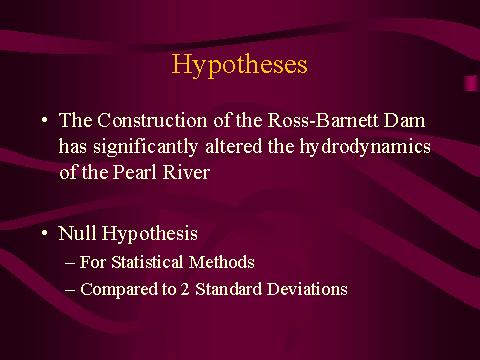 Hypotheses
• The Construction of the Ross-Barnett Dam
has significantly altered the hydrodynamics
of the Pearl River
• Null Hypothesis
– For Statistical Methods
– Compared to 2 Standard Deviations